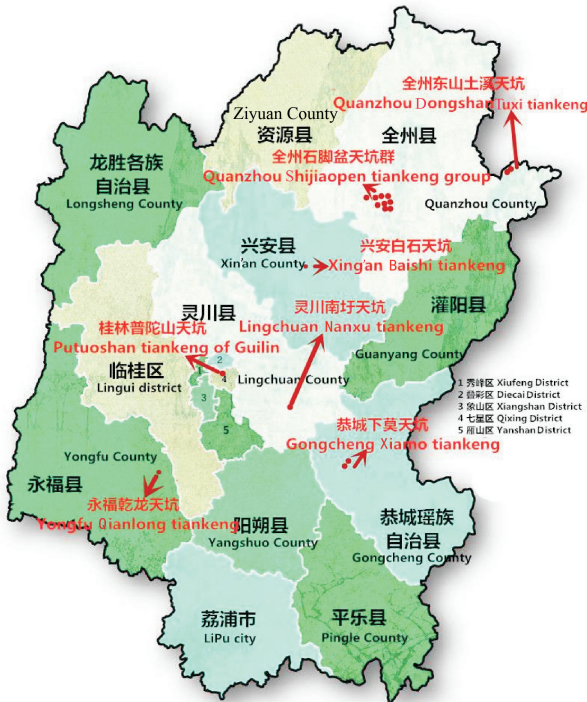 全州东山土溪天坑
Quanzhou DongshanTuxi tiankeng
Ziyuan County
资源县
全州县
全州石脚盆天坑群
Quanzhou Shijiaopen tiankeng group
Quanzhou County
龙胜各族
自治县
Longsheng County
兴安县
Xin'an County
兴安白石天坑
Xing'an Baishi tiankeng
灵川县
灵川南圩天坑
Lingchuan Nanxu tiankeng
灌阳县
Guanyang County
桂林普陀山天坑
Putuoshan tiankeng of Guilin
临桂区
Lingui district
Lingchuan County
1
2
3
4
5
1 秀峰区 Xiufeng District
2 叠彩区 Diecai District
3 象山区 Xiangshan District
4 七星区 Qixing District
5 雁山区 Yanshan District
恭城下莫天坑
Gongcheng Xiamo tiankeng
Yongfu County
永福县
永福乾龙天坑
Yongfu Qianlong tiankeng
阳朔县
Yangshuo County
恭城瑶族
自治县
Gongcheng County
荔浦市
LiPu city
平乐县
Pingle County